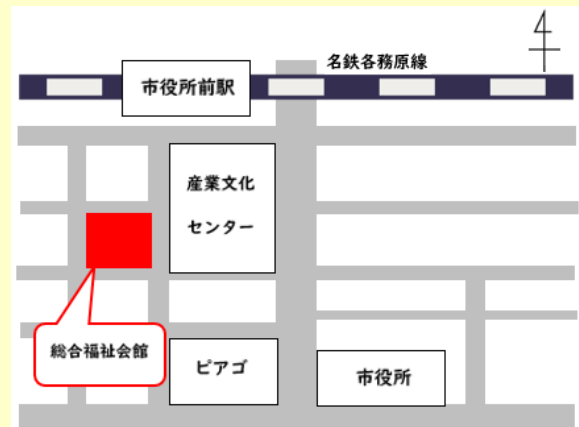 名鉄各務原線
市役所前駅
産業文化
センター
総合福祉会館
ピアゴ
市役所